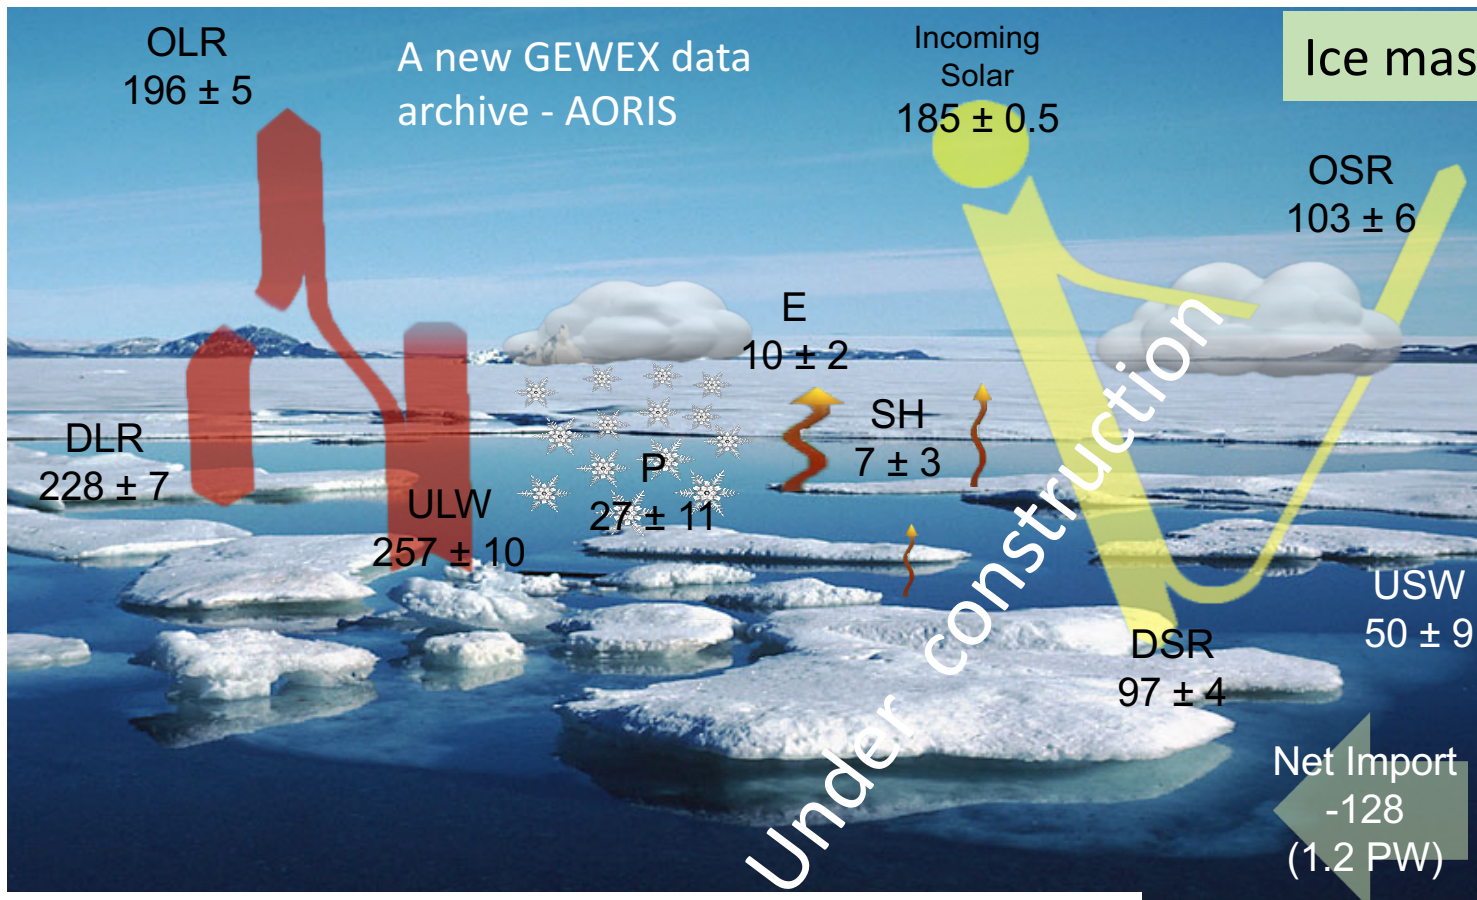 OLR
196 ± 5
A new GEWEX data
archive - AORIS
Incoming
Solar
185 ± 0.5
Ice mas
OSR
103 ± 6
E
10 ± 2
DLR
228 ± 7
SH
7 ± 3
P
27 ± 11
ULW
257 ± 10
Under construction
USW
50 ± 9
DSR
97 ± 4
Net Import
-128
(1.2 PW)